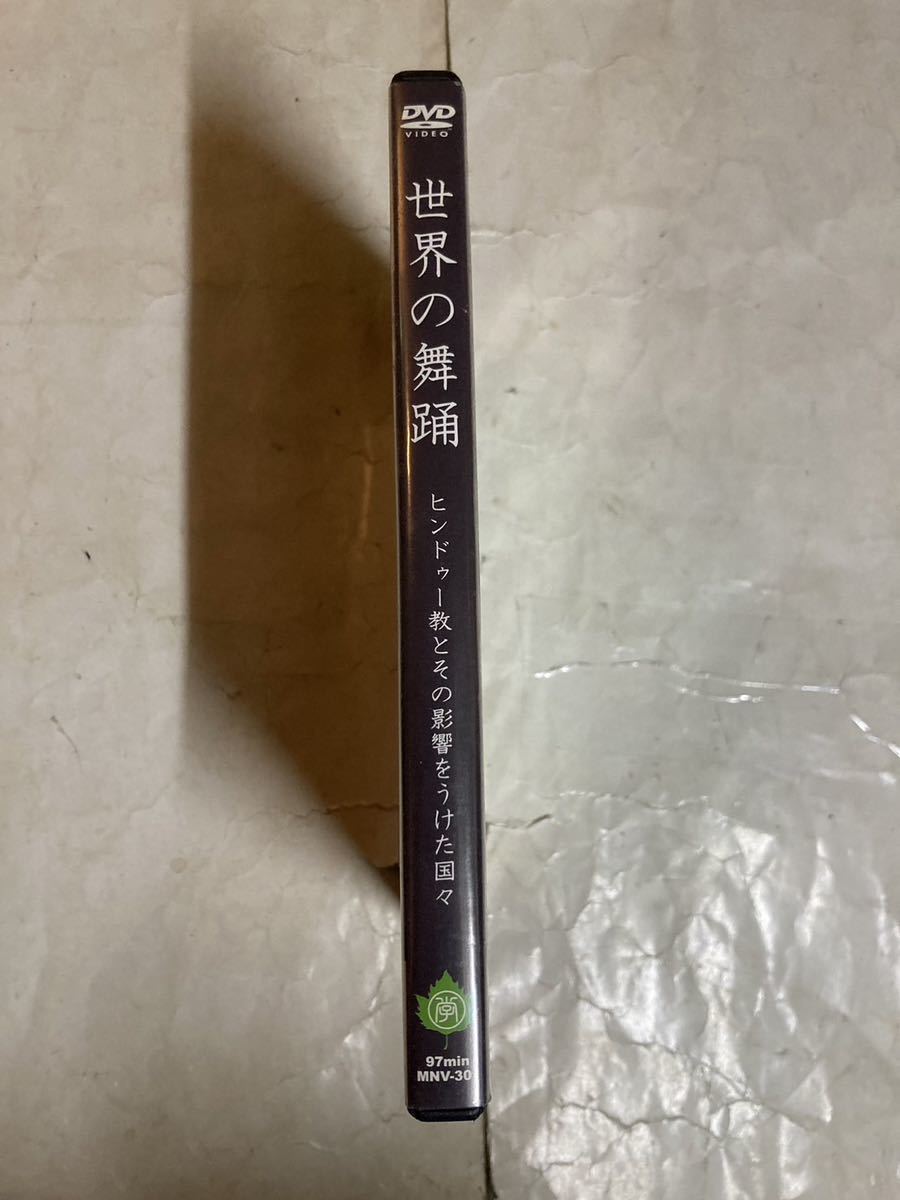 DVD
VIDEO
世界の舞踊
ヒンドゥー教とその影響をうけた国々
97min
MNV-30